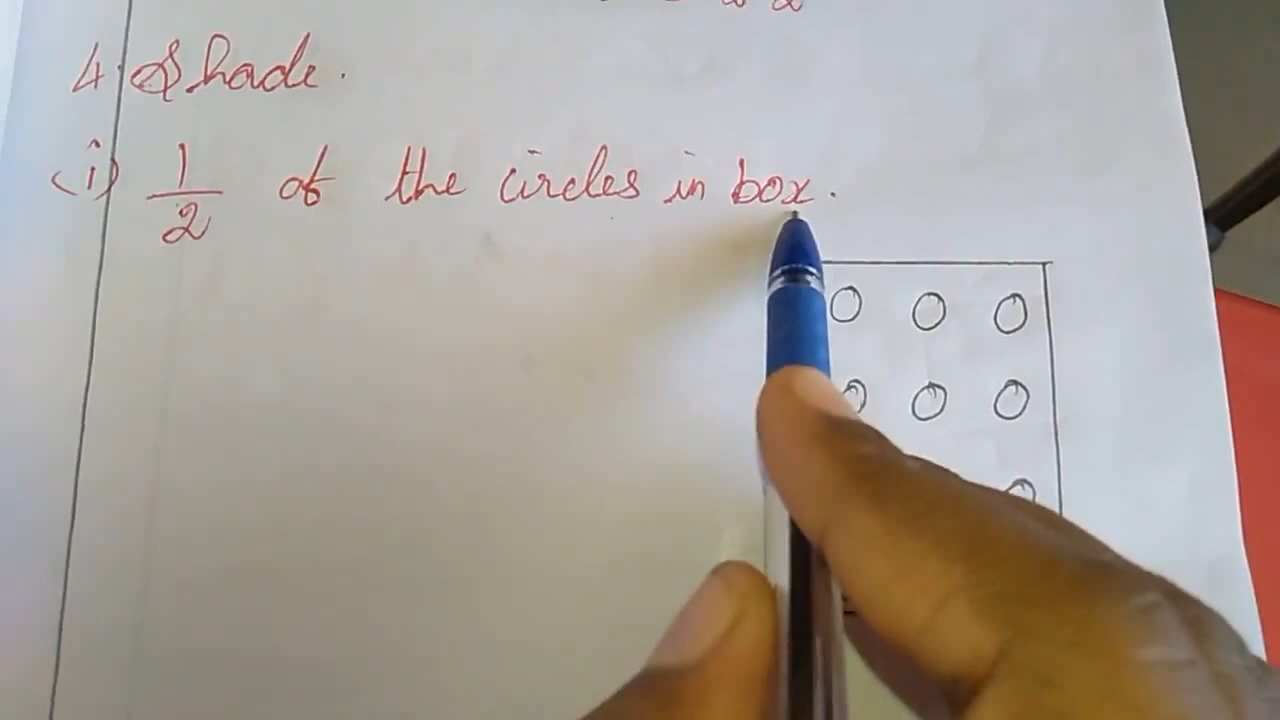 4. Shade.
(i) 1/2 of the circles in box.